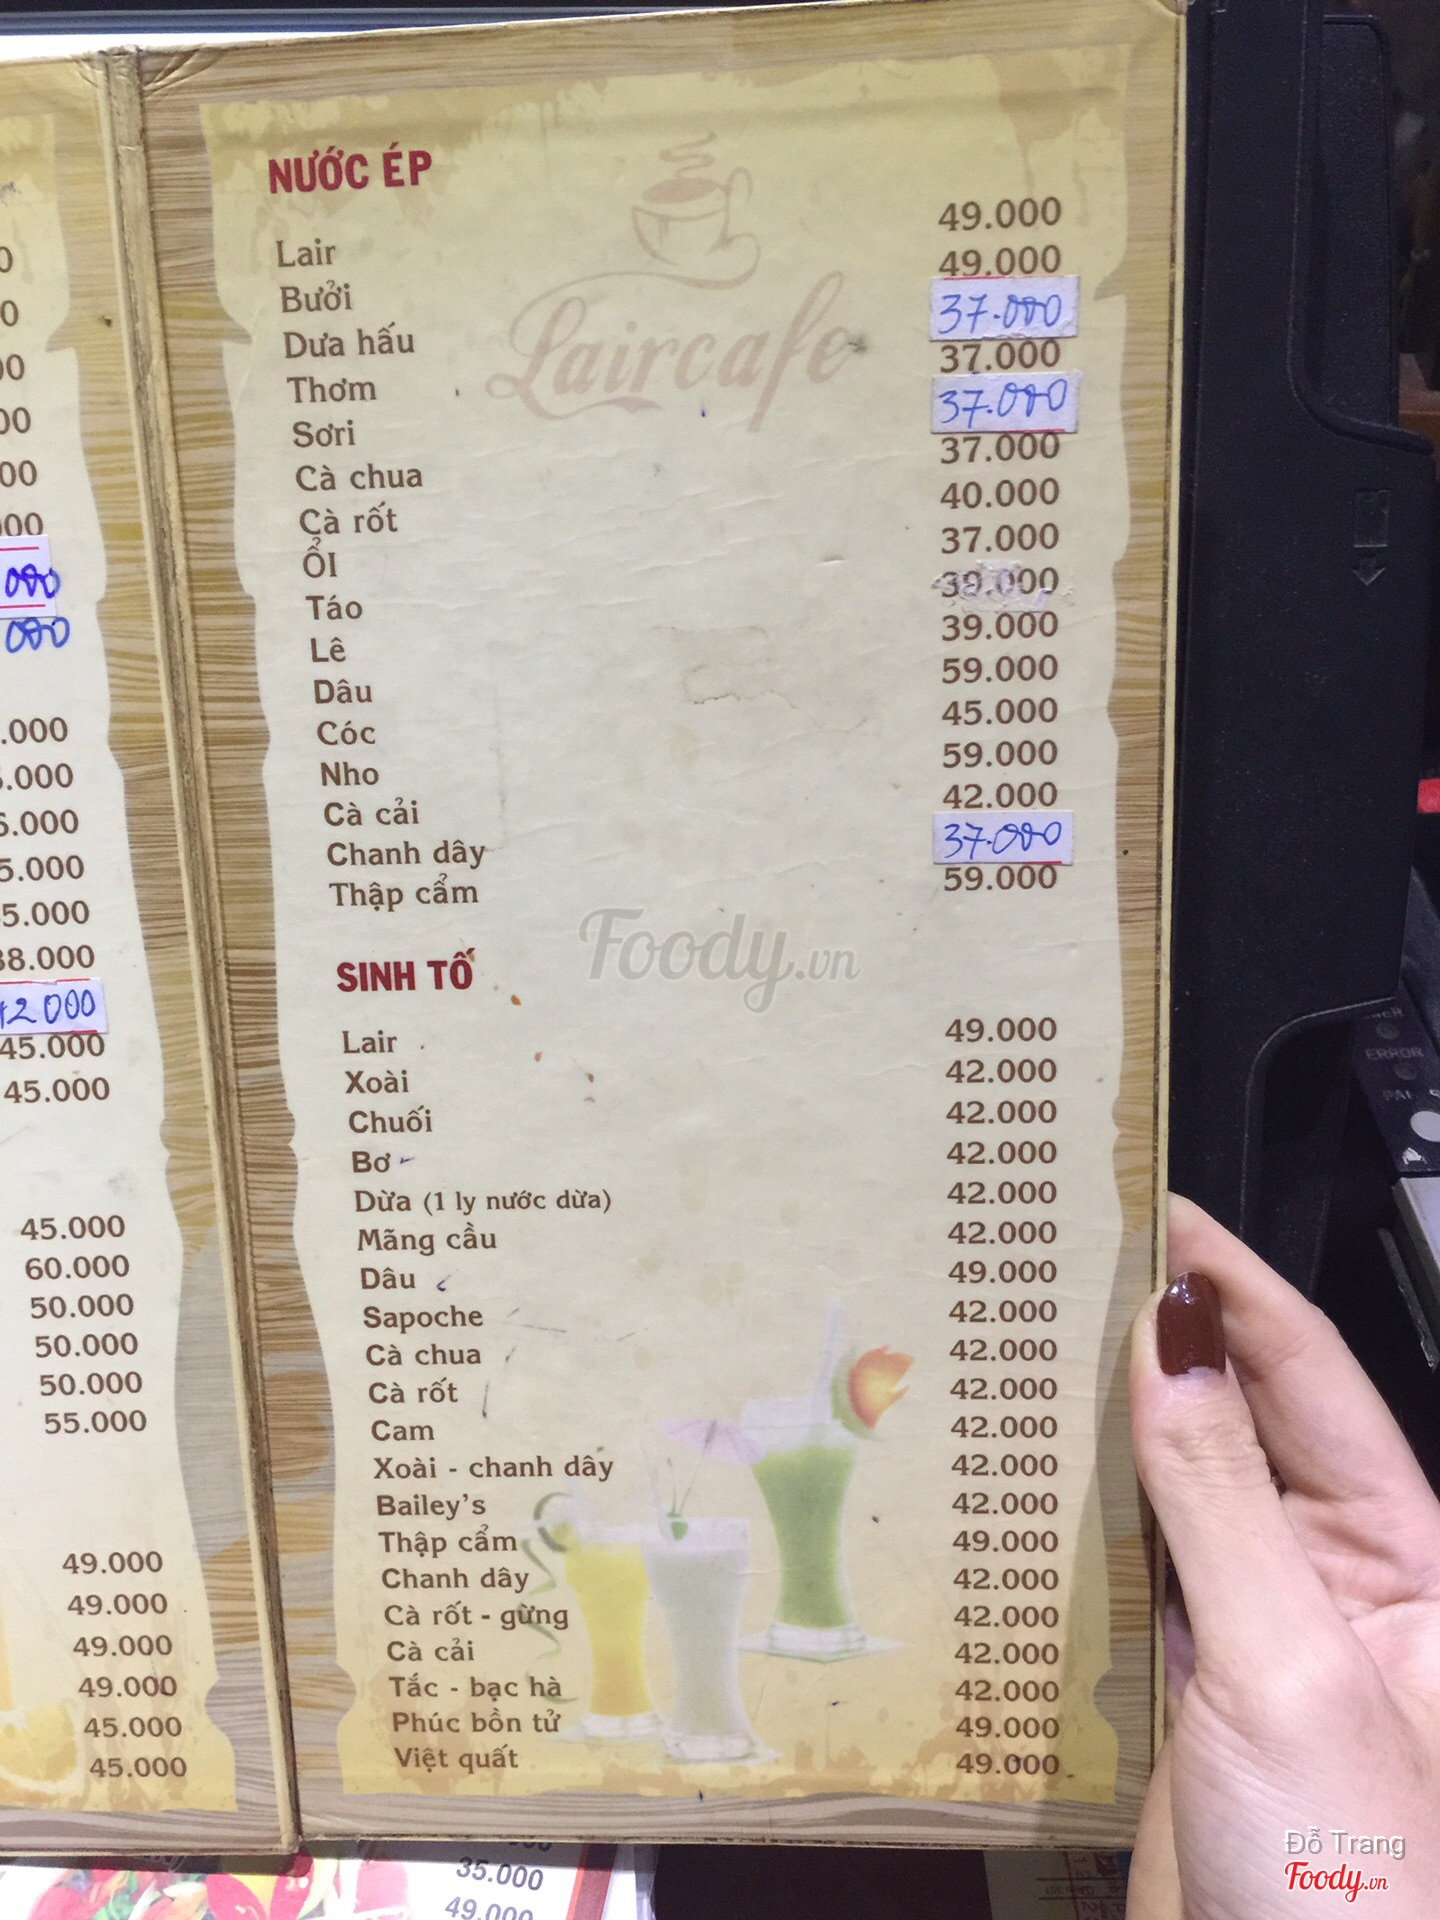 NƯỚC ÉP
Laircafe
Lair 49.000
Bưởi 49.000
Dưa hấu 37.000
Thơm 37.000
Sơri 37.000
Cà chua 37.000
Cà rốt 40.000
ỔI 37.000
Táo 39.000
Lê 39.000
Dâu 59.000
Cóc 45.000
Nho 59.000
Cà cải 42.000
Chanh dây 37.000
Thập cẩm 59.000
Foody.vn
SINH TỐ
Lair 49.000
Xoài 42.000
Chuối 42.000
Bơ 42.000
Dừa (1 ly nước dừa) 42.000
Mãng cầu 42.000
Dâu 49.000
Sapoche 42.000
Cà chua 42.000
Cà rốt 42.000
Cam 42.000
Xoài - chanh dây 42.000
Bailey's 42.000
Thập cẩm 49.000
Chanh dây 42.000
Cà rốt - gừng 42.000
Cà cải 42.000
Tắc - bạc hà 42.000
Phúc bồn tử 49.000
Việt quất 49.000
45.000
45.000
45.000
60.000
50.000
50.000
50.000
55.000
49.000
49.000
49.000
49.000
45.000
45.000
35.000
49.000
ERROR
Đỗ Trang
Foody.vn